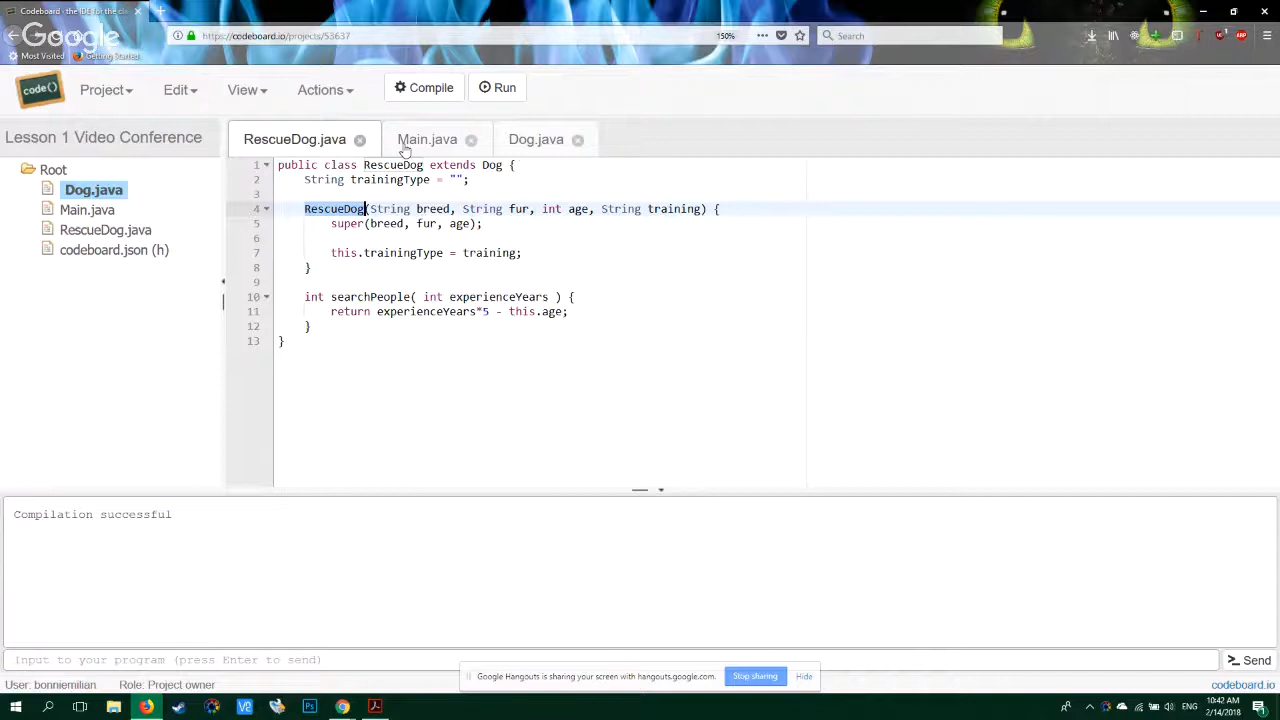 Codeboard - the IDE for the cla
Google
https://codeboard.io/projects/53637
150%
Search
Most Visited
Getting Started
code()
Project
Edit
View
Actions
Compile
Run
Lesson 1 Video Conference
RescueDog.java
Main.java
Dog.java
Root
Dog.java
Main.java
RescueDog.java
codeboard.json (h)
1 public class RescueDog extends Dog {
2 String trainingType = "";
3
4 RescueDog(String breed, String fur, int age, String training) {
5 super(breed, fur, age);
6
7 this.trainingType = training;
8 }
9
10 int searchPeople( int experienceYears ) {
11 return experienceYears*5 - this.age;
12 }
13 }
Compilation successful
Input to your program (press Enter to send)
Send
Google Hangouts is sharing your screen with hangouts.google.com.
Stop sharing
Hide
User: bonniemilian
Role: Project owner
codeboard.io
Ps
ENG
10:42 AM
2/14/2018